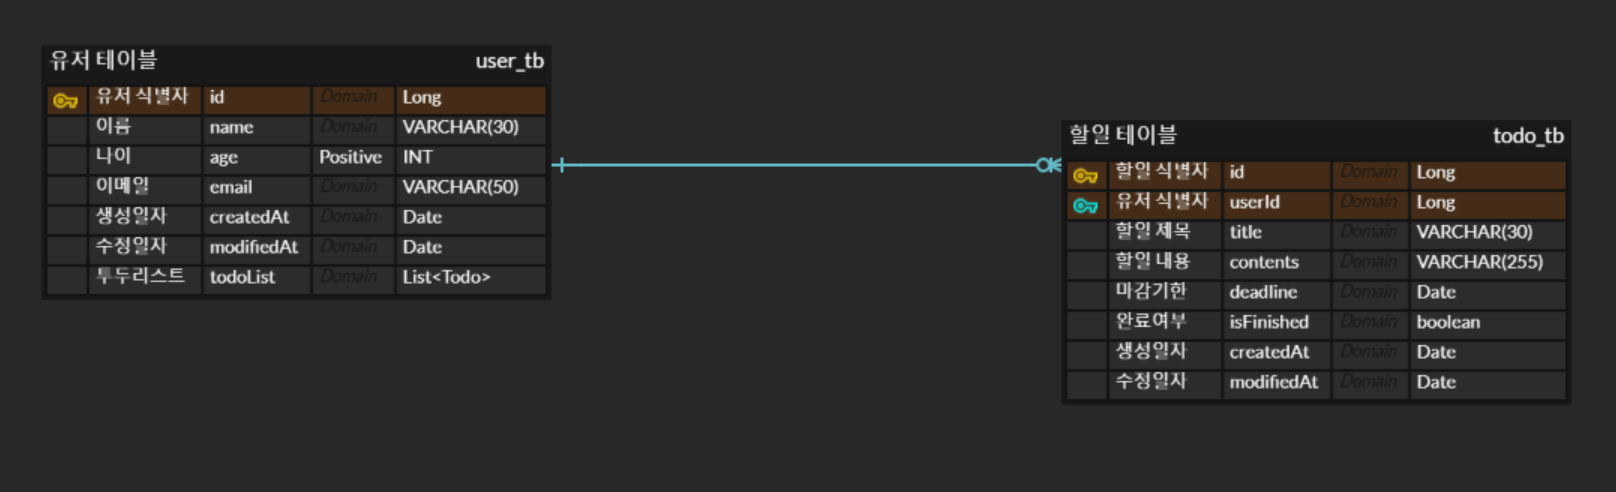 유저 테이블 user_tb
유저 식별자 id Domain Long
이름 name Domain VARCHAR(30)
나이 age Positive INT
이메일 email Domain VARCHAR(50)
생성일자 createdAt Domain Date
수정일자 modifiedAt Domain Date
투두리스트 todoList Domain List<Todo>
할일 테이블 todo_tb
할일 식별자 id Domain Long
유저 식별자 userId Domain Long
할일 제목 title Domain VARCHAR(30)
할일 내용 contents Domain VARCHAR(255)
마감기한 deadline Domain Date
완료여부 isFinished Domain boolean
생성일자 createdAt Domain Date
수정일자 modifiedAt Domain Date